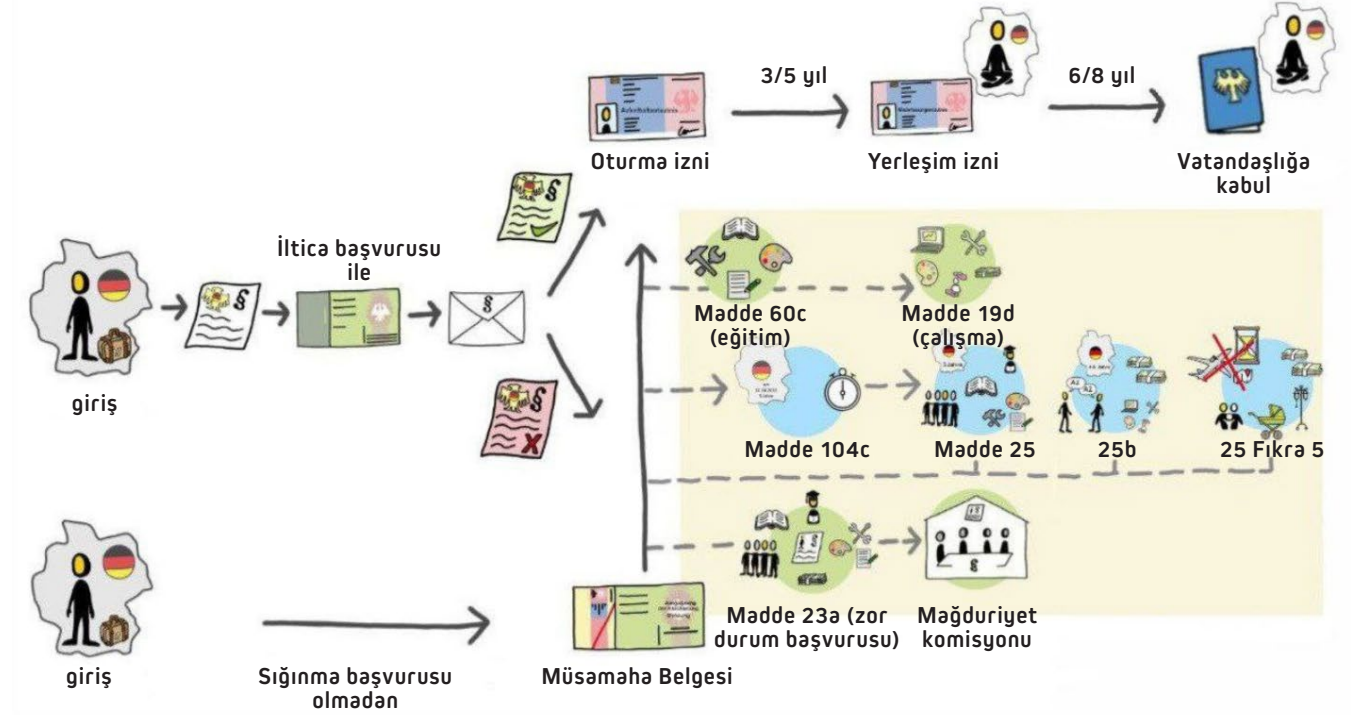 3/5 yıl
6/8 yıl
Oturma izni
Yerleşim izni
Vatandaşlığa
kabul
§
İltica başvurusu
ile
§
giriş
§
§
X
Madde 60c
(eğitim)
Madde 19d
(çalışma)
Madde 104c
Madde 25
25b
25 Fıkra 5
A1
A2
Madde 23a (zor
durum başvurusu)
Mağduriyet
komisyonu
§
giriş
Sığınma başvurusu
olmadan
Müsamaha Belgesi